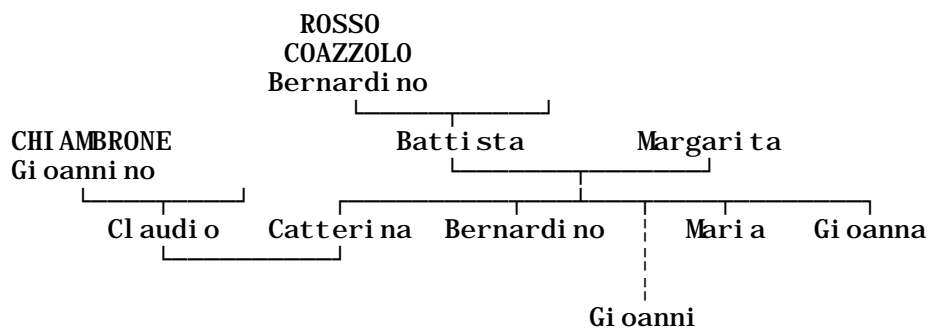 ROSSO
COAZZOLO
Bernardino
CHIAMBRONE Battista Margarita
Gioannino
Claudio Catterina Bernardino Maria Gioanna
Gioanni